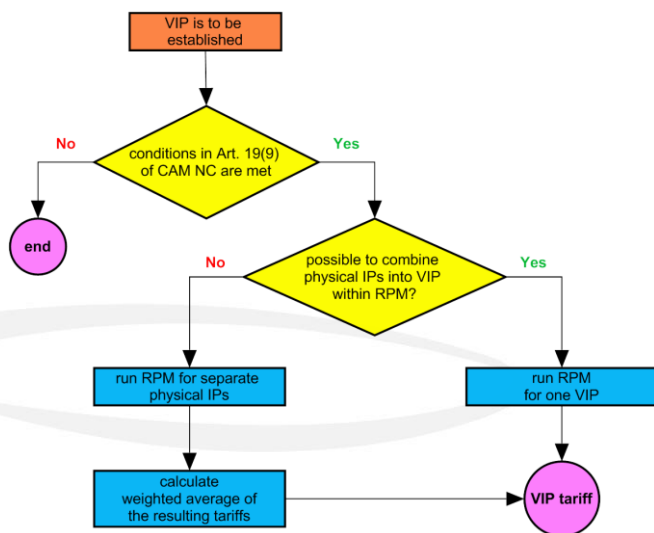 VIP is to be
established
No
Yes
conditions in Art. 19(9)
of CAM NC are met
end
No
Yes
possible to combine
physical IPs into VIP
within RPM?
run RPM for separate
physical IPs
run RPM
for one VIP
calculate
weighted average of
the resulting tariffs
VIP tariff